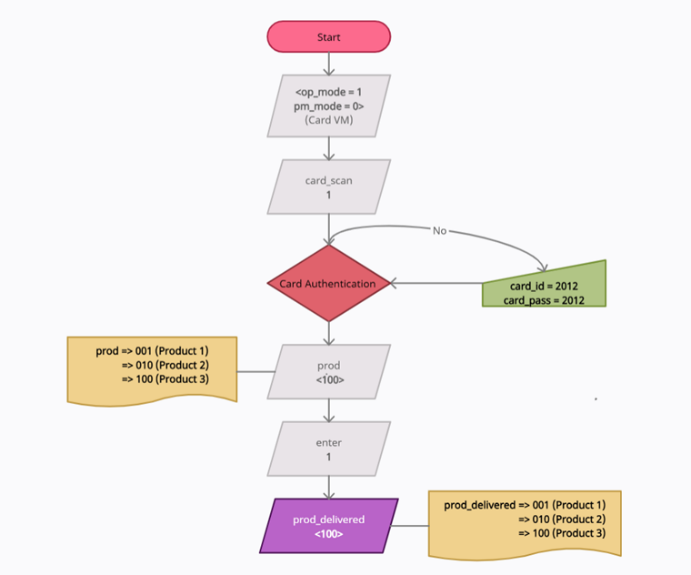 Start
<op_mode = 1
pm_mode = 0>
(Card VM)
card_scan
1
No
Card Authentication
card_id = 2012
card_pass = 2012
prod => 001 (Product 1)
=> 010 (Product 2)
=> 100 (Product 3)
prod
<100>
enter
1
prod_delivered
<100>
prod_delivered => 001 (Product 1)
=> 010 (Product 2)
=> 100 (Product 3)